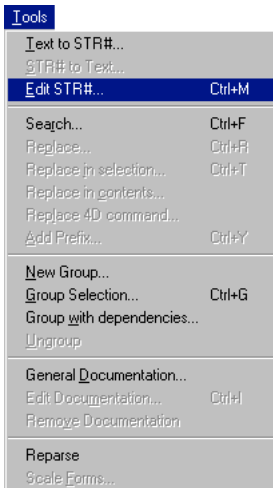 Tools
Text to STR#...
STR# to Text...
Edit STR#... Ctrl+M
Search... Ctrl+F
Replace... Ctrl+R
Replace in selection... Ctrl+T
Replace in contents...
Replace 4D command...
Add Prefix... Ctrl+Y
New Group...
Group Selection... Ctrl+G
Group with dependencies...
Ungroup
General Documentation...
Edit Documentation... Ctrl+I
Remove Documentation
Reparse
Scale Forms...